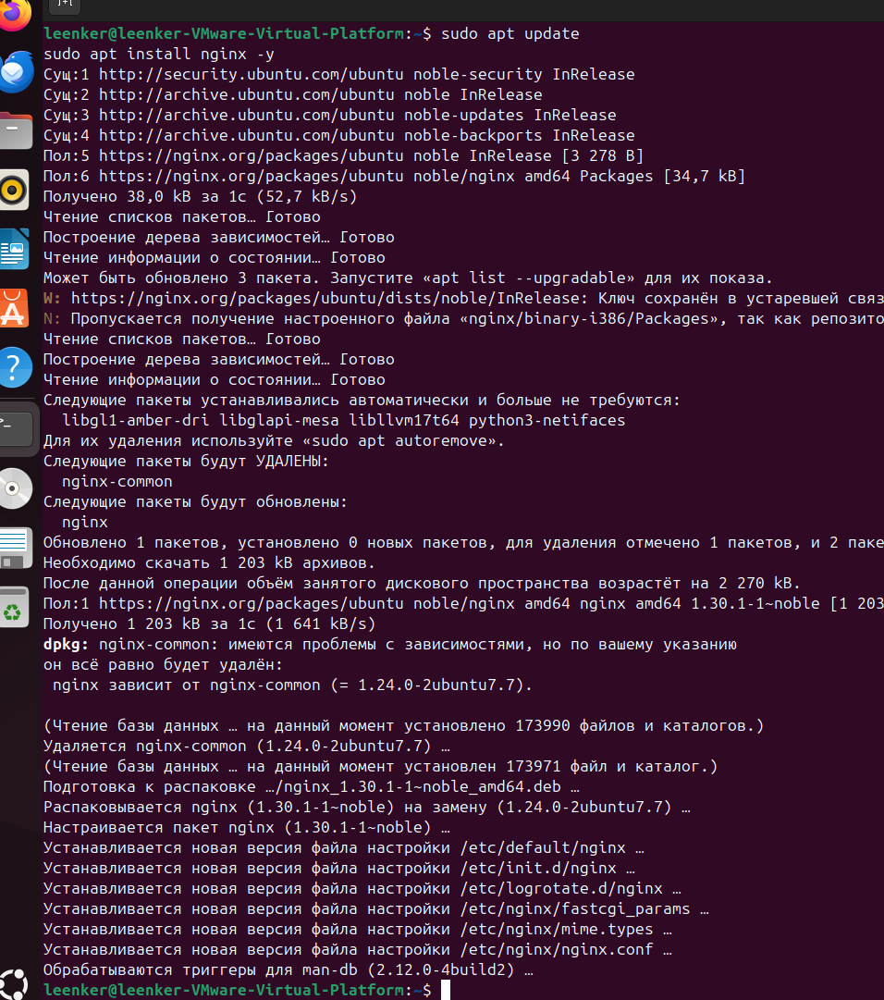 leenker@leenker-VMware-Virtual-Platform:~$ sudo apt update
sudo apt install nginx -y
Сущ:1 http://security.ubuntu.com/ubuntu noble-security InRelease
Сущ:2 http://archive.ubuntu.com/ubuntu noble InRelease
Сущ:3 http://archive.ubuntu.com/ubuntu noble-updates InRelease
Сущ:4 http://archive.ubuntu.com/ubuntu noble-backports InRelease
Пол:5 https://nginx.org/packages/ubuntu noble InRelease [3 278 B]
Пол:6 https://nginx.org/packages/ubuntu noble/nginx amd64 Packages [34,7 kB]
Получено 38,0 kB за 1с (52,7 kB/s)
Чтение списков пакетов… Готово
Построение дерева зависимостей… Готово
Чтение информации о состоянии… Готово
Может быть обновлено 3 пакета. Запустите «apt list --upgradable» для их показа.
W: https://nginx.org/packages/ubuntu/dists/noble/InRelease: Ключ сохранён в устаревшей связ
N: Пропускается получение настроенного файла «nginx/binary-i386/Packages», так как репозито
Чтение списков пакетов… Готово
Построение дерева зависимостей… Готово
Чтение информации о состоянии… Готово
Следующие пакеты устанавливались автоматически и больше не требуются:
libgl1-amber-dri libglapi-mesa libllvm17t64 python3-netifaces
Для их удаления используйте «sudo apt autoremove».
Следующие пакеты будут УДАЛЕНЫ:
nginx-common
Следующие пакеты будут обновлены:
nginx
Обновлено 1 пакетов, установлено 0 новых пакетов, для удаления отмечено 1 пакетов, и 2 паке
Необходимо скачать 1 203 kB архивов.
После данной операции объём занятого дискового пространства возрастёт на 2 270 kB.
Пол:1 https://nginx.org/packages/ubuntu noble/nginx amd64 nginx amd64 1.30.1-1~noble [1 203
Получено 1 203 kB за 1с (1 641 kB/s)
dpkg: nginx-common: имеются проблемы с зависимостями, но по вашему указанию
он всё равно будет удалён:
nginx зависит от nginx-common (= 1.24.0-2ubuntu7.7).
(Чтение базы данных … на данный момент установлено 173990 файлов и каталогов.)
Удаляется nginx-common (1.24.0-2ubuntu7.7) …
(Чтение базы данных … на данный момент установлен 173971 файл и каталог.)
Подготовка к распаковке …/nginx_1.30.1-1~noble_amd64.deb …
Распаковывается nginx (1.30.1-1~noble) на замену (1.24.0-2ubuntu7.7) …
Настраивается пакет nginx (1.30.1-1~noble) …
Устанавливается новая версия файла настройки /etc/default/nginx …
Устанавливается новая версия файла настройки /etc/init.d/nginx …
Устанавливается новая версия файла настройки /etc/logrotate.d/nginx …
Устанавливается новая версия файла настройки /etc/nginx/fastcgi_params …
Устанавливается новая версия файла настройки /etc/nginx/mime.types …
Устанавливается новая версия файла настройки /etc/nginx/nginx.conf …
Обрабатываются триггеры для man-db (2.12.0-4build2) …
leenker@leenker-VMware-Virtual-Platform:~$